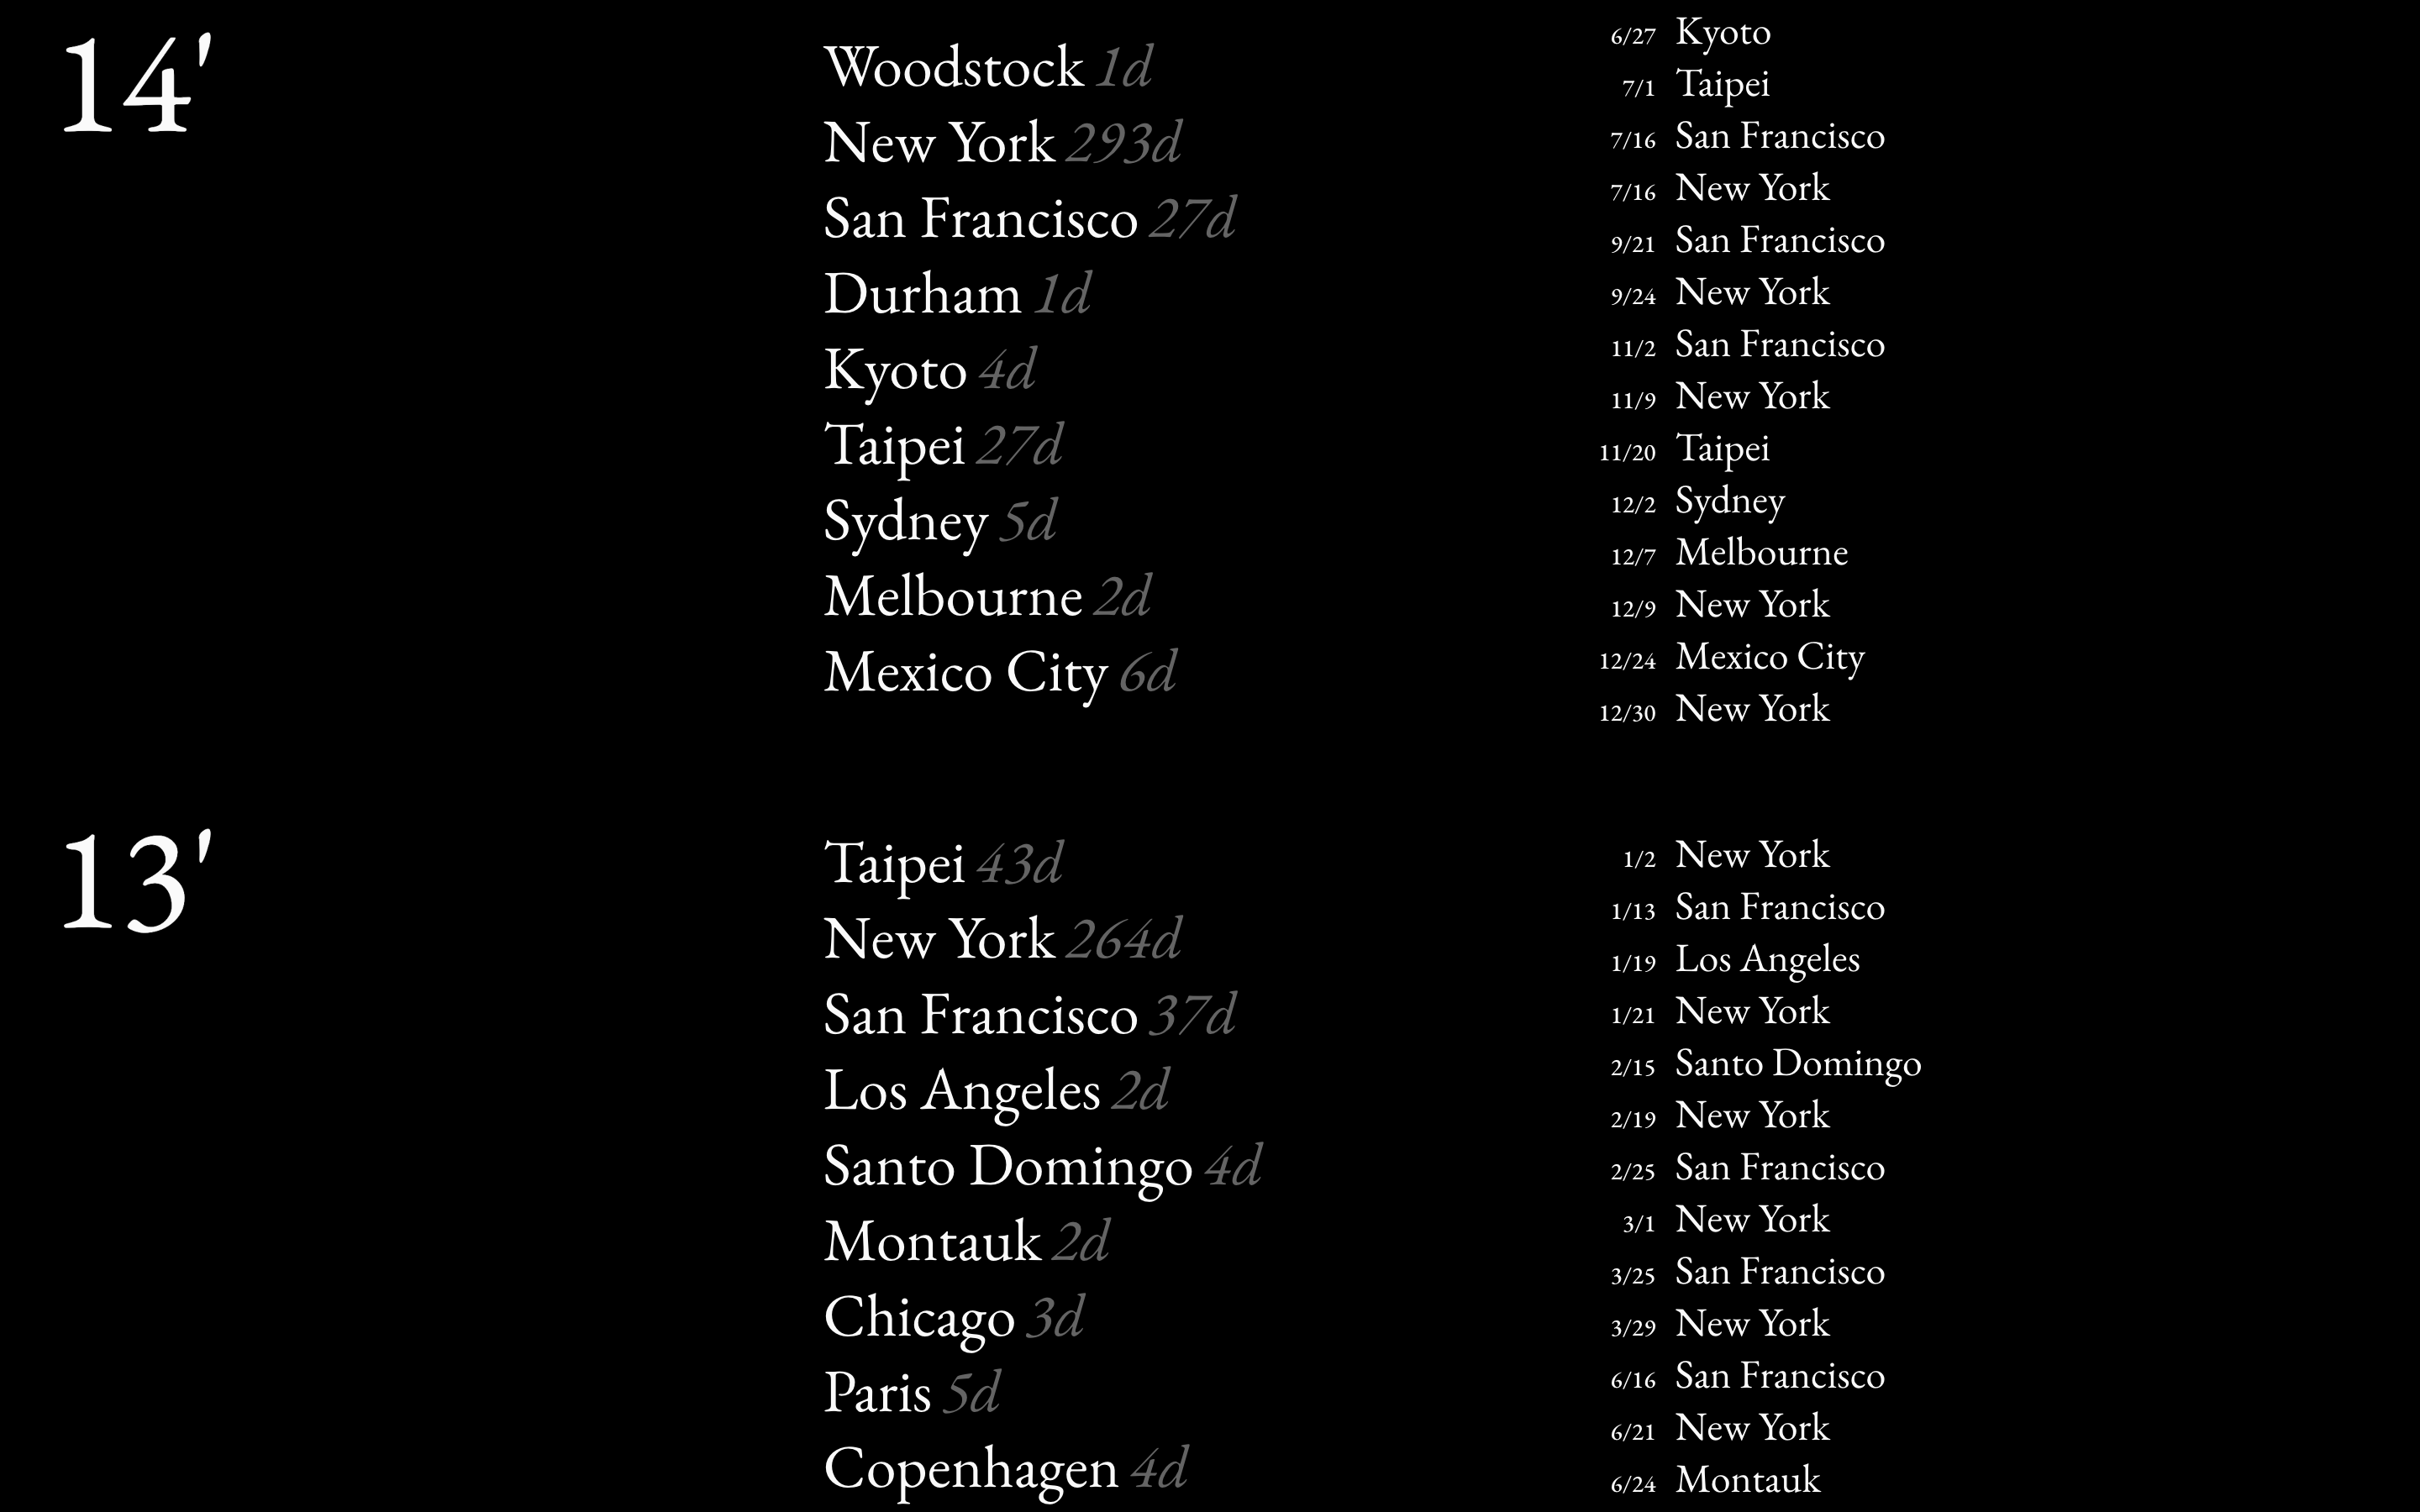 14'
Woodstock 1d
New York 293d
San Francisco 27d
Durham 1d
Kyoto 4d
Taipei 27d
Sydney 5d
Melbourne 2d
Mexico City 6d
6/27 Kyoto
7/1 Taipei
7/16 San Francisco
7/16 New York
9/21 San Francisco
9/24 New York
11/2 San Francisco
11/9 New York
11/20 Taipei
12/2 Sydney
12/7 Melbourne
12/9 New York
12/24 Mexico City
12/30 New York
13'
Taipei 43d
New York 264d
San Francisco 37d
Los Angeles 2d
Santo Domingo 4d
Montauk 2d
Chicago 3d
Paris 5d
Copenhagen 4d
1/2 New York
1/13 San Francisco
1/19 Los Angeles
1/21 New York
2/15 Santo Domingo
2/19 New York
2/25 San Francisco
3/1 New York
3/25 San Francisco
3/29 New York
6/16 San Francisco
6/21 New York
6/24 Montauk